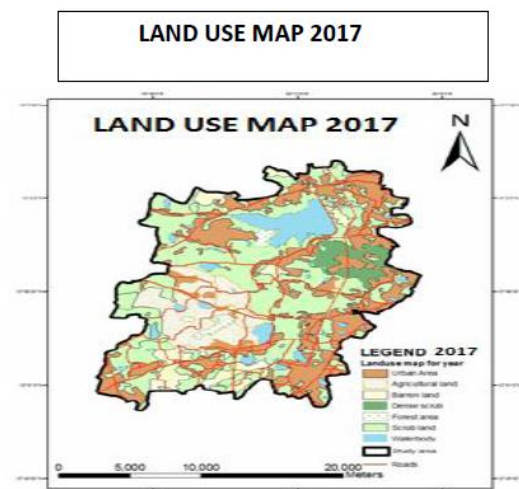 LAND USE MAP 2017
LAND USE MAP 2017
N
LEGEND 2017
Landuse map for year
Urban Area
Agricultural land
Barren land
Dense scrub
Forest area
Scrub land
Waterbody
Study area
Roads
0 5,000 10,000 20,000
Meters